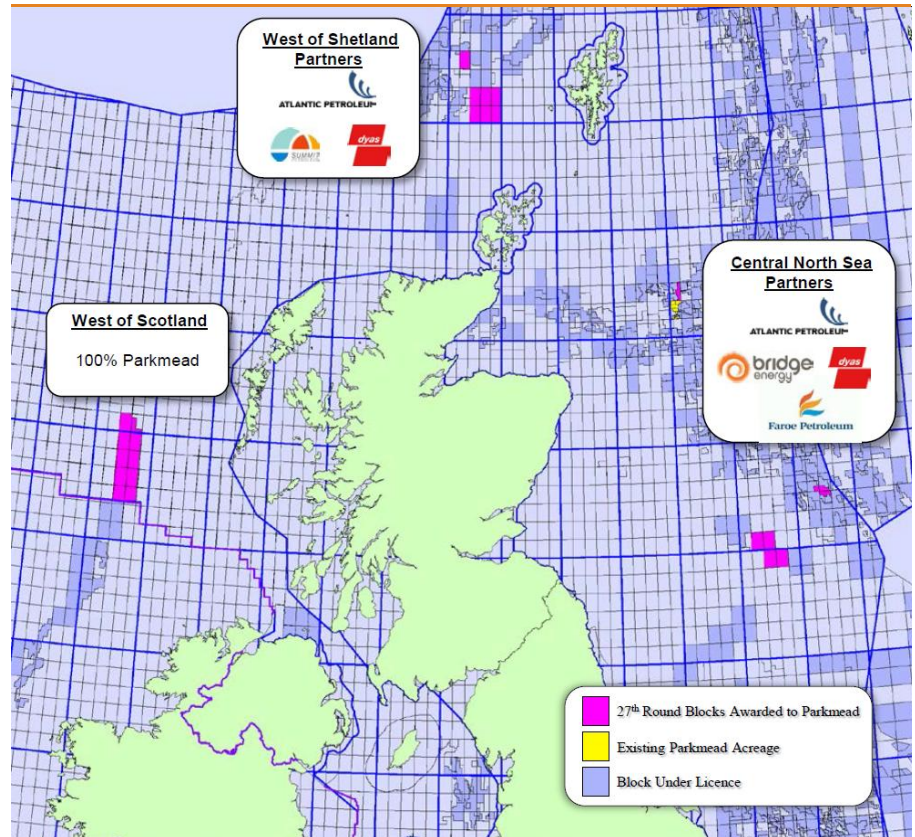 West of Shetland
Partners
ATLANTIC PETROLEUM
SUMMIT
dyas
Central North Sea
Partners
ATLANTIC PETROLEUM
bridge
energy
dyas
Faroe Petroleum
West of Scotland
100% Parkmead
27th Round Blocks Awarded to Parkmead
Existing Parkmead Acreage
Block Under Licence